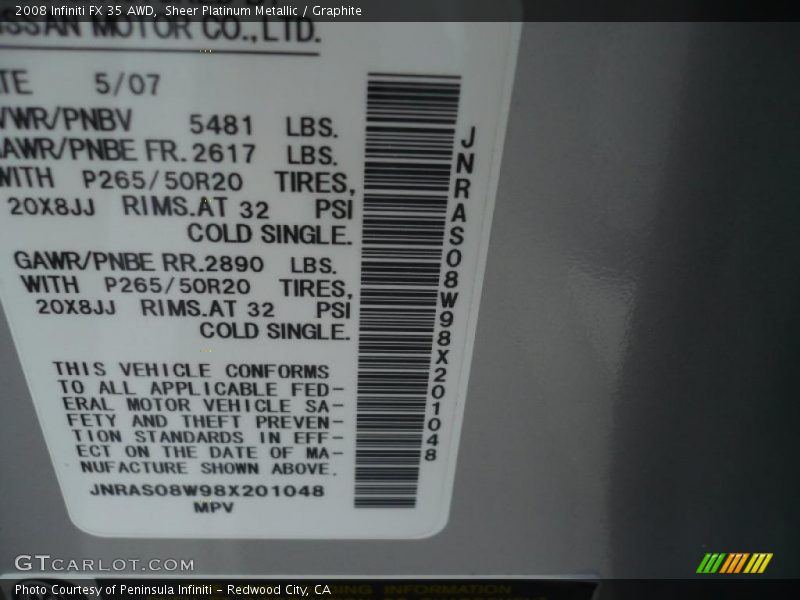 2008 Infiniti FX 35 AWD, Sheer Platinum Metallic / Graphite
MOTOR CO., LTD.
5/07
VWR/PNBV 5481 LBS.
AWR/PNBE FR. 2617 LBS.
WITH P265/50R20 TIRES,
20X8JJ RIMS. AT 32 PSI
COLD SINGLE.
GAWR/PNBE RR. 2890 LBS.
WITH P265/50R20 TIRES,
20X8JJ RIMS. AT 32 PSI
COLD SINGLE.
THIS VEHICLE CONFORMS
TO ALL APPLICABLE FED-
ERAL MOTOR VEHICLE SA-
FETY AND THEFT PREVEN-
TION STANDARDS IN EFF-
ECT ON THE DATE OF MA-
NUFACTURE SHOWN ABOVE.
JNRAS08W98X201048
MPV
JNRAS08W98X201048
GTCARLOT.COM
Photo Courtesy of Peninsula Infiniti - Redwood City, CA